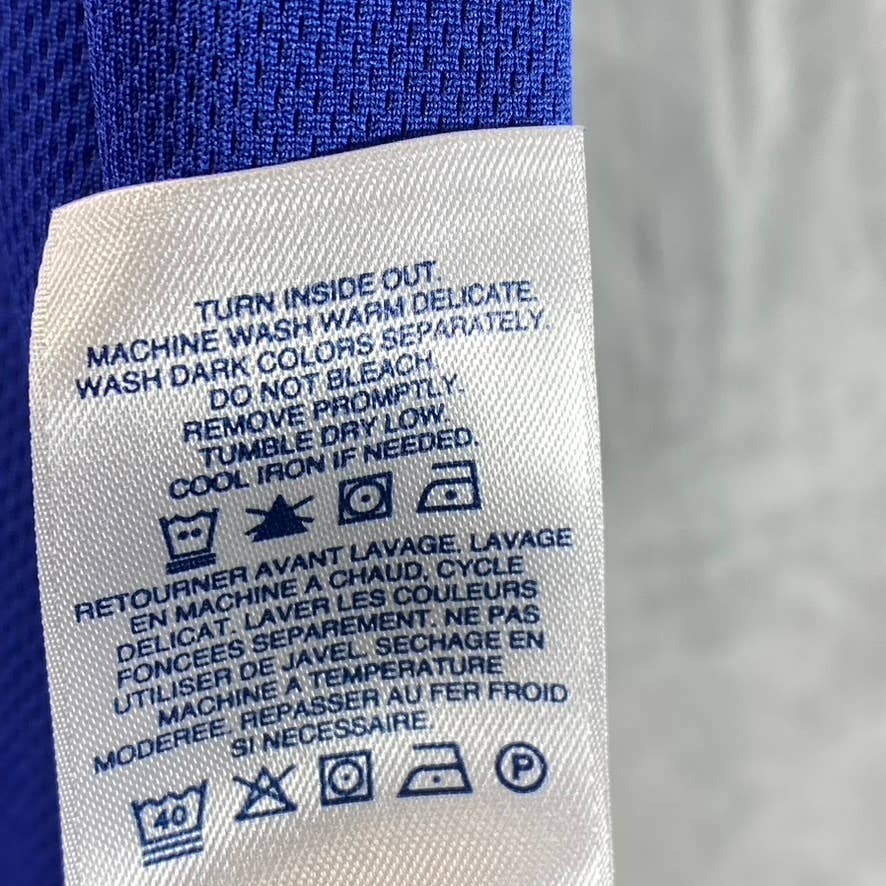 TURN INSIDE OUT.
MACHINE WASH WARM DELICATE.
WASH DARK COLORS SEPARATELY.
DO NOT BLEACH.
REMOVE PROMPTLY.
TUMBLE DRY LOW.
COOL IRON IF NEEDED.
RETOURNER AVANT LAVAGE. LAVAGE
EN MACHINE A CHAUD, CYCLE
DELICAT. LAVER LES COULEURS
FONCEES SEPAREMENT. NE PAS
UTILISER DE JAVEL. SECHAGE EN
MACHINE A TEMPERATURE
MODEREE. REPASSER AU FER FROID
SI NECESSAIRE.
40 P